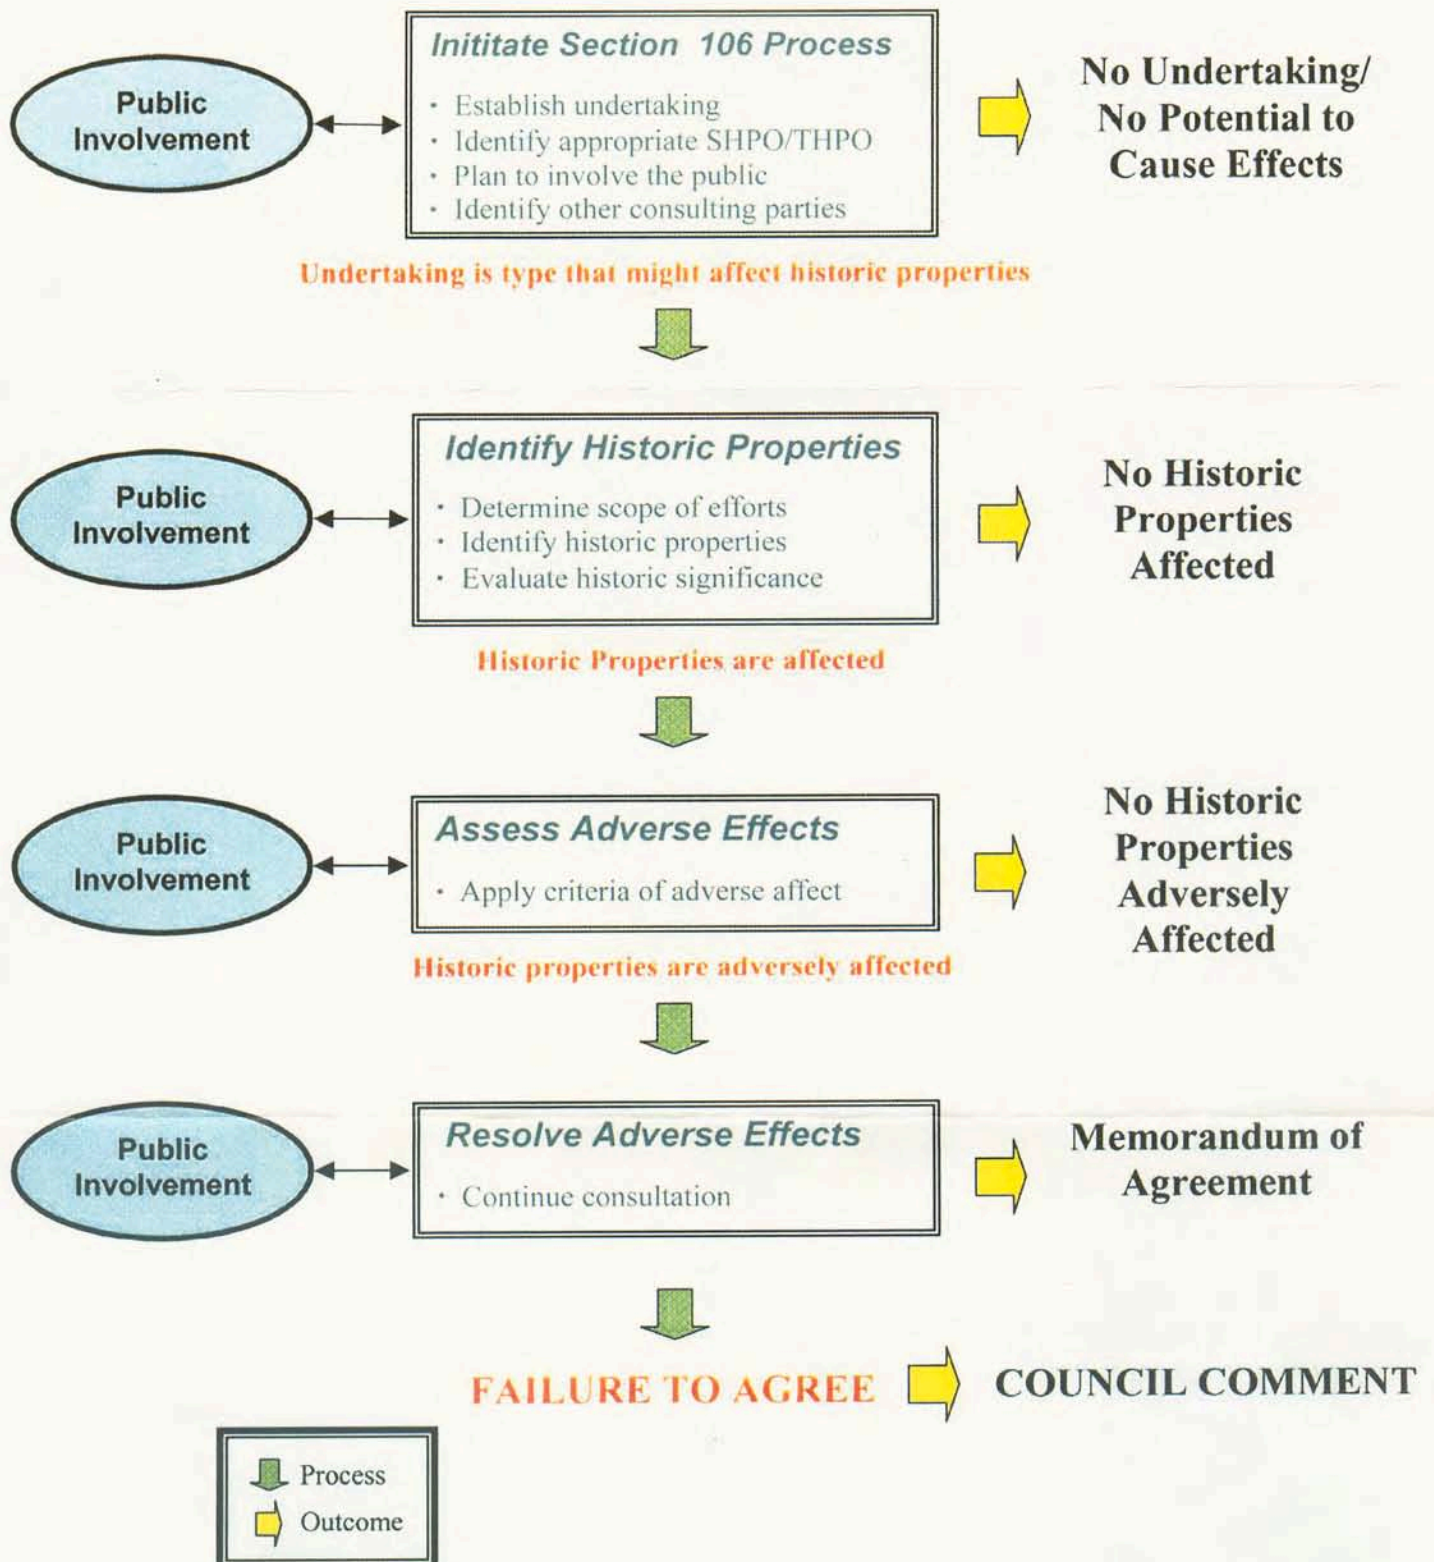 Public
Involvement
Inititate Section 106 Process
· Establish undertaking
· Identify appropriate SHPO/THPO
· Plan to involve the public
· Identify other consulting parties
No Undertaking/
No Potential to
Cause Effects
Undertaking is type that might affect historic properties
Public
Involvement
Identify Historic Properties
· Determine scope of efforts
· Identify historic properties
· Evaluate historic significance
No Historic
Properties
Affected
Historic Properties are affected
Public
Involvement
Assess Adverse Effects
· Apply criteria of adverse affect
No Historic
Properties
Adversely
Affected
Historic properties are adversely affected
Public
Involvement
Resolve Adverse Effects
· Continue consultation
Memorandum of
Agreement
FAILURE TO AGREE
COUNCIL COMMENT
Process
Outcome